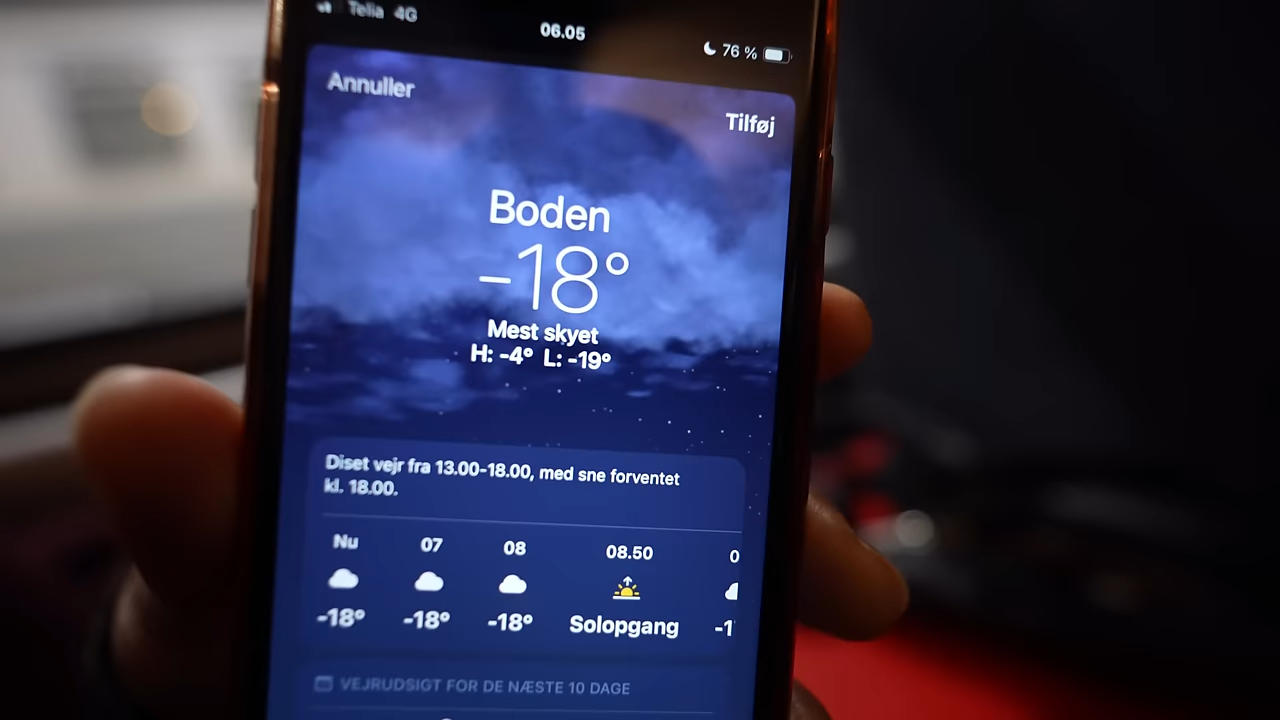 Telia 4G
06.05
76 %
Annuller
Tilføj
Boden
-18°
Mest skyet
H: -4° L: -19°
Diset vejr fra 13.00-18.00, med sne forventet
kl. 18.00.
Nu 07 08 08.50
-18° -18° -18° Solopgang
VEJRUDSIGT FOR DE NÆSTE 10 DAGE